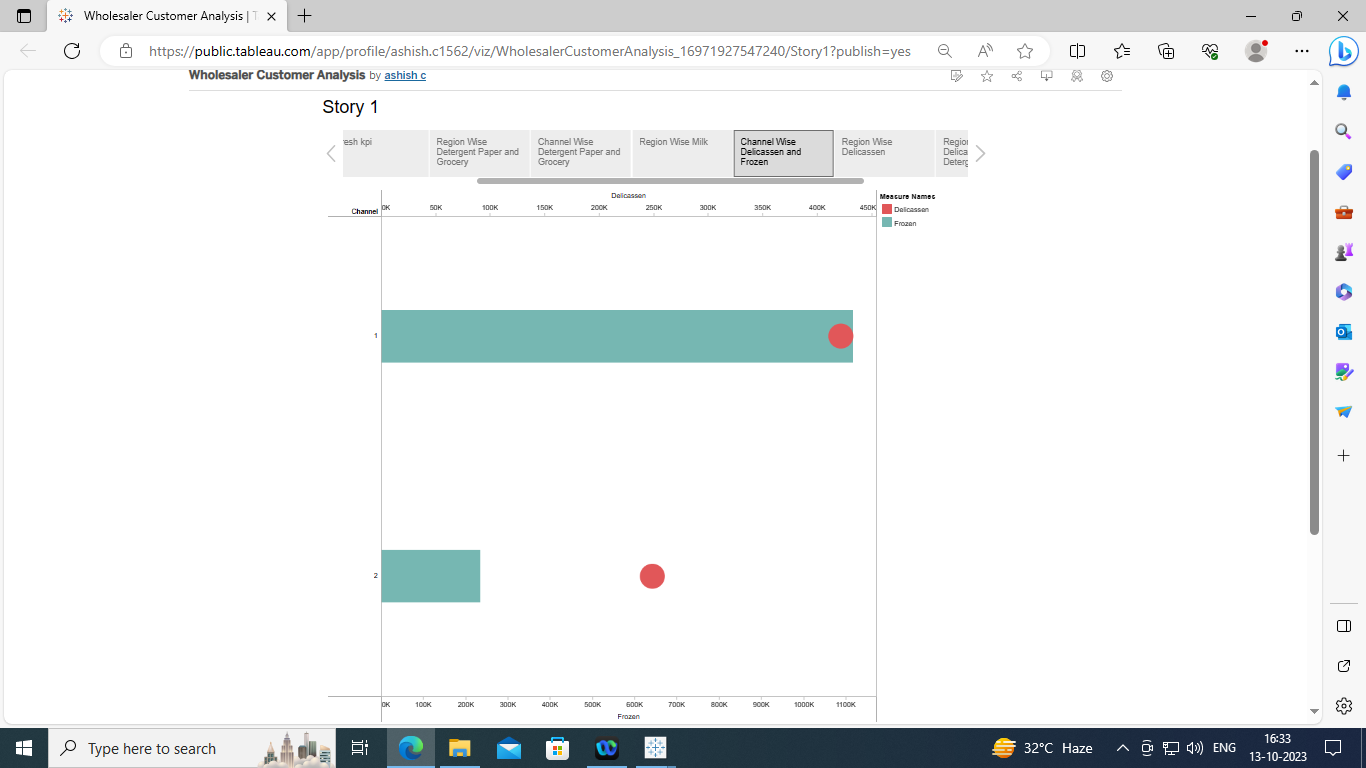 Wholesaler Customer Analysis | T
https://public.tableau.com/app/profile/ashish.c1562/viz/WholesalerCustomerAnalysis_16971927547240/Story1?publish=yes
Wholesaler Customer Analysis by ashish c
Story 1
esh kpi
Region Wise
Detergent Paper and
Grocery
Channel Wise
Detergent Paper and
Grocery
Region Wise Milk
Channel Wise
Delicassen and
Frozen
Region Wise
Delicassen
Region
Delica
Deterg
Delicassen
Channel
0K 50K 100K 150K 200K 250K 300K 350K 400K 450K
Measure Names
Delicassen
Frozen
1
2
0K 100K 200K 300K 400K 500K 600K 700K 800K 900K 1000K 1100K
Frozen
Type here to search
32°C Haze
ENG
16:33
13-10-2023